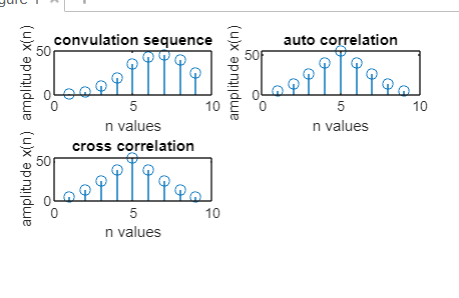 convulation sequence
amplitude x(n)
50
0
0 5 10
n values
auto correlation
amplitude x(n)
50
0
0 5 10
n values
cross correlation
amplitude x(n)
50
0
0 5 10
n values